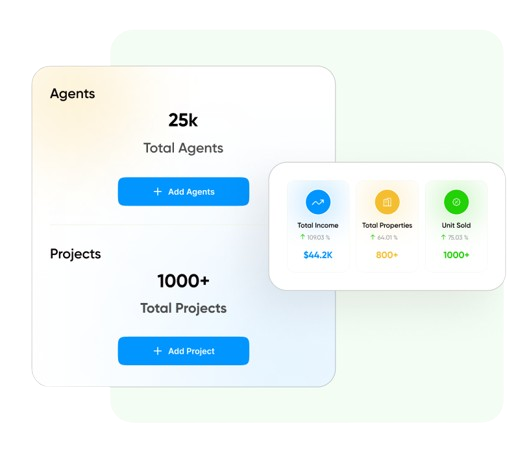 Agents
25k
Total Agents
+ Add Agents
Projects
1000+
Total Projects
+ Add Project
Total Income
↑ 109.03 %
$44.2K
Total Properties
↑ 64.01 %
800+
Unit Sold
↑ 75.03 %
1000+